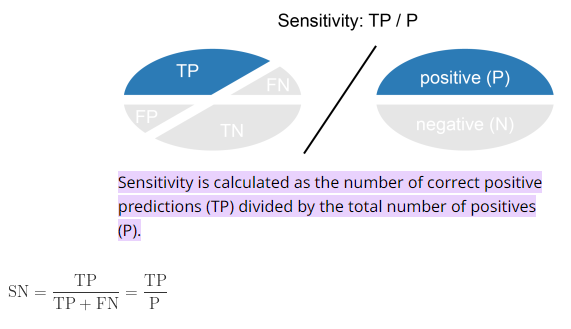 Sensitivity: TP / P
TP
FN
FP
TN
positive (P)
negative (N)
Sensitivity is calculated as the number of correct positive
predictions (TP) divided by the total number of positives
(P).
SN = TP / (TP + FN) = TP / P